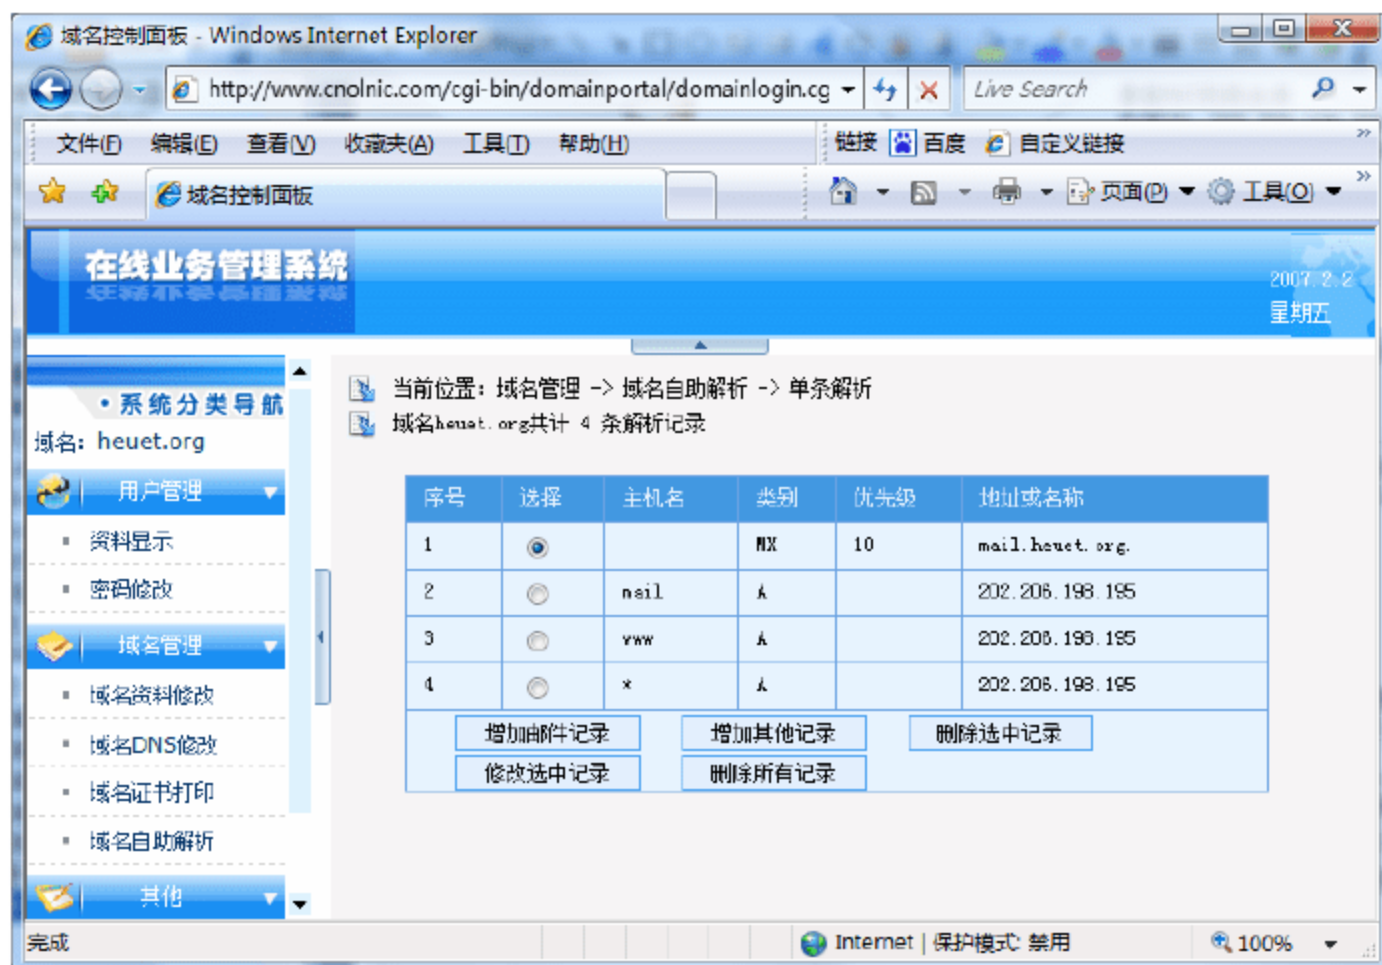 域名控制面板 - Windows Internet Explorer
http://www.cnolnic.com/cgi-bin/domainportal/domainlogin.cg
Live Search
文件(F) 编辑(E) 查看(V) 收藏夹(A) 工具(T) 帮助(H) 链接 百度 自定义链接
域名控制面板 页面(P) 工具(O)
在线业务管理系统
2007.2.2
星期五
•系统分类导航
域名: heuet.org
用户管理
资料显示
密码修改
域名管理
域名资料修改
域名DNS修改
域名证书打印
域名自助解析
其他
当前位置: 域名管理 -> 域名自助解析 -> 单条解析
域名heuet.org共计 4 条解析记录
序号 选择 主机名 类别 优先级 地址或名称
1 MX 10 mail.heuet.org.
2 mail A 202.206.198.195
3 www A 202.206.198.195
4 * A 202.206.198.195
增加邮件记录 增加其他记录 删除选中记录
修改选中记录 删除所有记录
完成 Internet | 保护模式: 禁用 100%